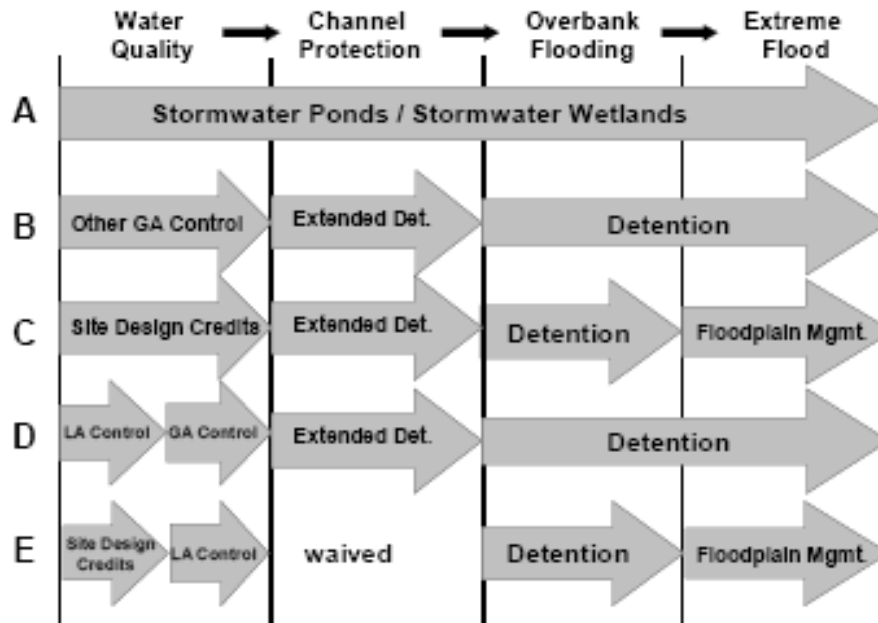 Water Quality
Channel Protection
Overbank Flooding
Extreme Flood
A
Stormwater Ponds / Stormwater Wetlands
B
Other GA Control
Extended Det.
Detention
C
Site Design Credits
Extended Det.
Detention
Floodplain Mgmt.
D
LA Control
GA Control
Extended Det.
Detention
E
Site Design
Credits
LA Control
waived
Detention
Floodplain Mgmt.